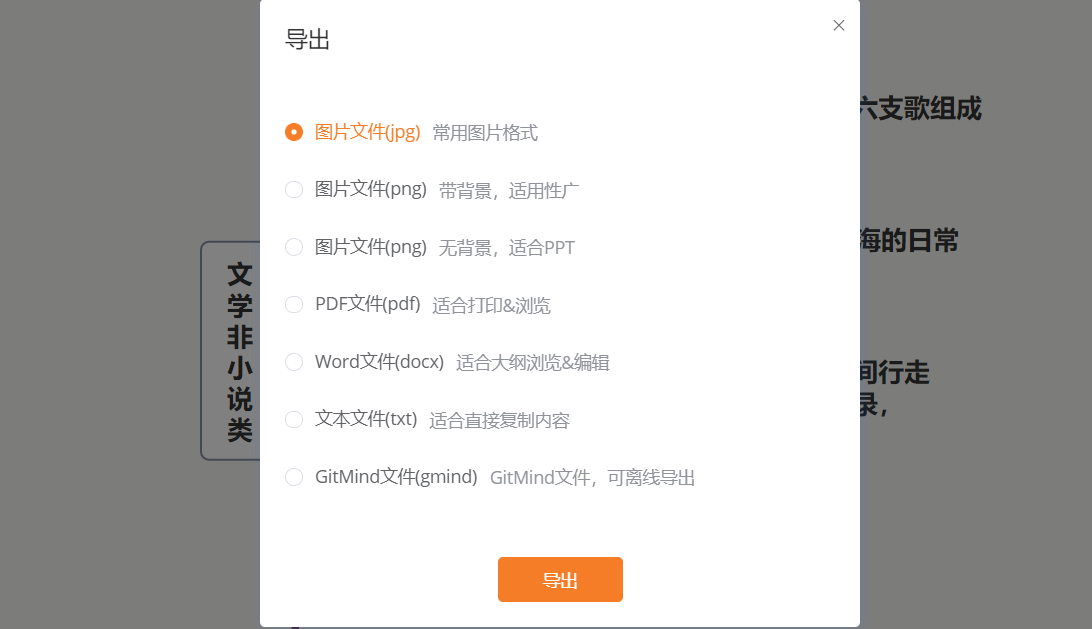 导出
图片文件(jpg) 常用图片格式
图片文件(png) 带背景，适用性广
图片文件(png) 无背景，适合PPT
PDF文件(pdf) 适合打印&浏览
Word文件(docx) 适合大纲浏览&编辑
文本文件(txt) 适合直接复制内容
GitMind文件(gmind) GitMind文件，可离线导出
导出
文
学
非
小
说
类
六支歌组成
海的日常
间行走
录，